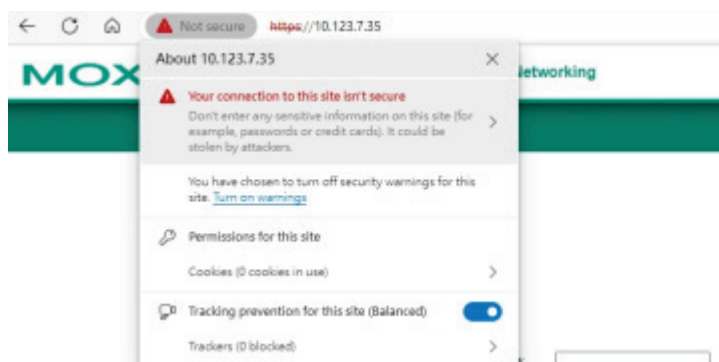 Not secure https://10.123.7.35
About 10.123.7.35
MOX
Networking
Your connection to this site isn't secure
Don't enter any sensitive information on this site (for
example, passwords or credit cards). It could be
stolen by attackers.
You have chosen to turn off security warnings for this
site. Turn on warnings
Permissions for this site
Cookies (0 cookies in use)
Tracking prevention for this site (Balanced)
Trackers (0 blocked)